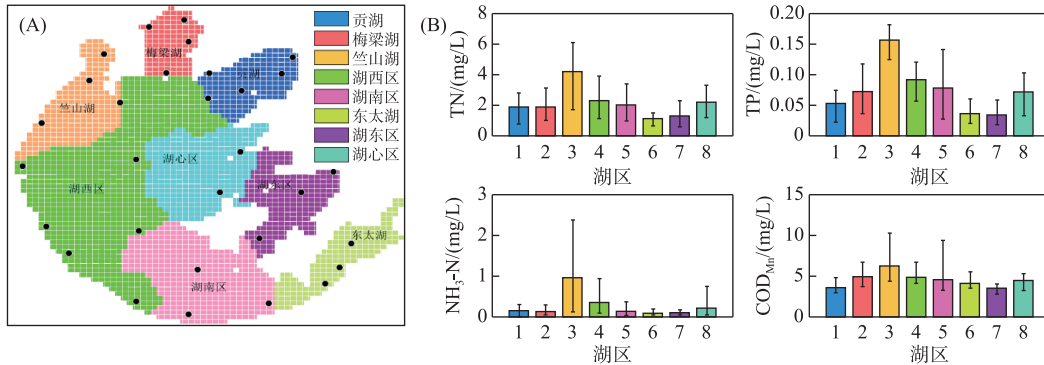 (A)
贡湖
梅梁湖
竺山湖
湖西区
湖南区
东太湖
湖东区
湖心区
梅梁湖
贡湖
竺山湖
湖心区
湖西区
湖东区
东太湖
湖南区
(B)
TN/(mg/L)
8
6
4
2
0
1 2 3 4 5 6 7 8
湖区
TP/(mg/L)
0.20
0.15
0.10
0.05
0.00
1 2 3 4 5 6 7 8
湖区
NH₃-N/(mg/L)
3
2
1
0
1 2 3 4 5 6 7 8
湖区
COD_Mn/(mg/L)
15
10
5
0
1 2 3 4 5 6 7 8
湖区